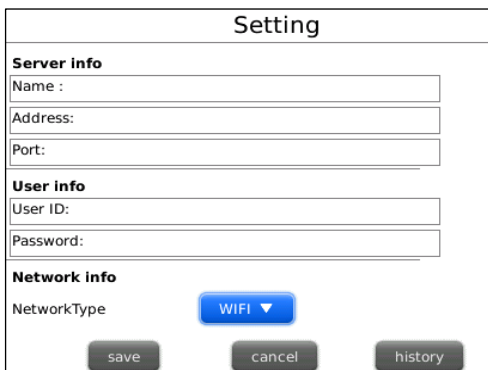 Setting
Server info
Name :
Address:
Port:
User info
User ID:
Password:
Network info
NetworkType WIFI ▼
save cancel history